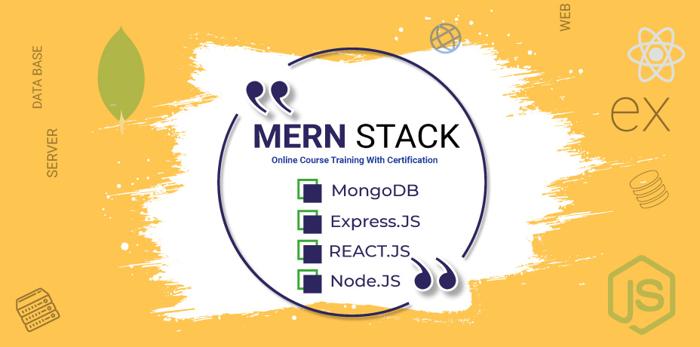 WEB
DATA BASE
SERVER
ex
MERN STACK
Online Course Training With Certification
MongoDB
Express.JS
REACT.JS
Node.JS
JS